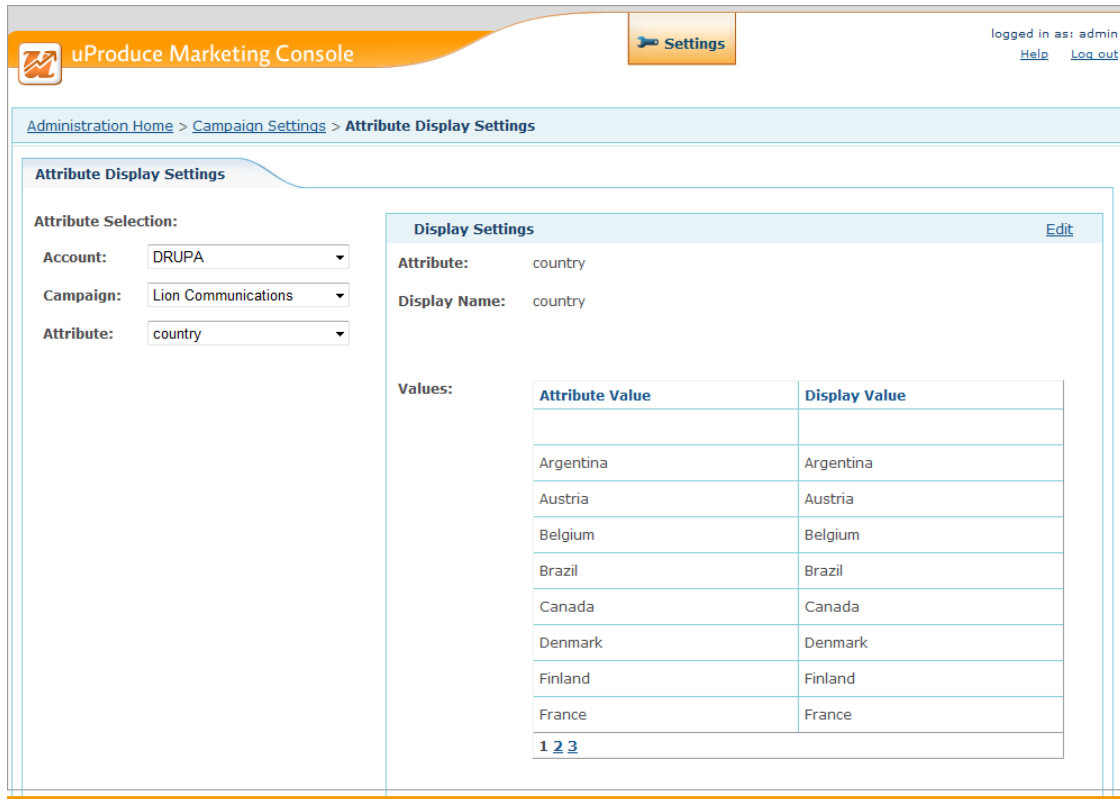 uProduce Marketing Console
Settings
logged in as: admin
Help Log out
Administration Home > Campaign Settings > Attribute Display Settings
Attribute Display Settings
Attribute Selection:
Account: DRUPA
Campaign: Lion Communications
Attribute: country
Display Settings Edit
Attribute: country
Display Name: country
Values:
Attribute Value Display Value
Argentina Argentina
Austria Austria
Belgium Belgium
Brazil Brazil
Canada Canada
Denmark Denmark
Finland Finland
France France
1 2 3